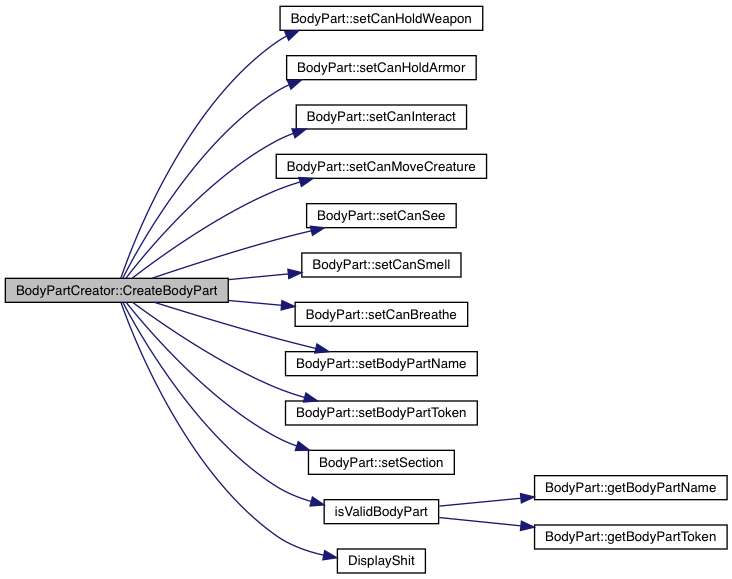 BodyPart::setCanHoldWeapon
BodyPart::setCanHoldArmor
BodyPart::setCanInteract
BodyPart::setCanMoveCreature
BodyPart::setCanSee
BodyPart::setCanSmell
BodyPartCreator::CreateBodyPart
BodyPart::setCanBreathe
BodyPart::setBodyPartName
BodyPart::setBodyPartToken
BodyPart::setSection
BodyPart::getBodyPartName
isValidBodyPart
BodyPart::getBodyPartToken
DisplayShit